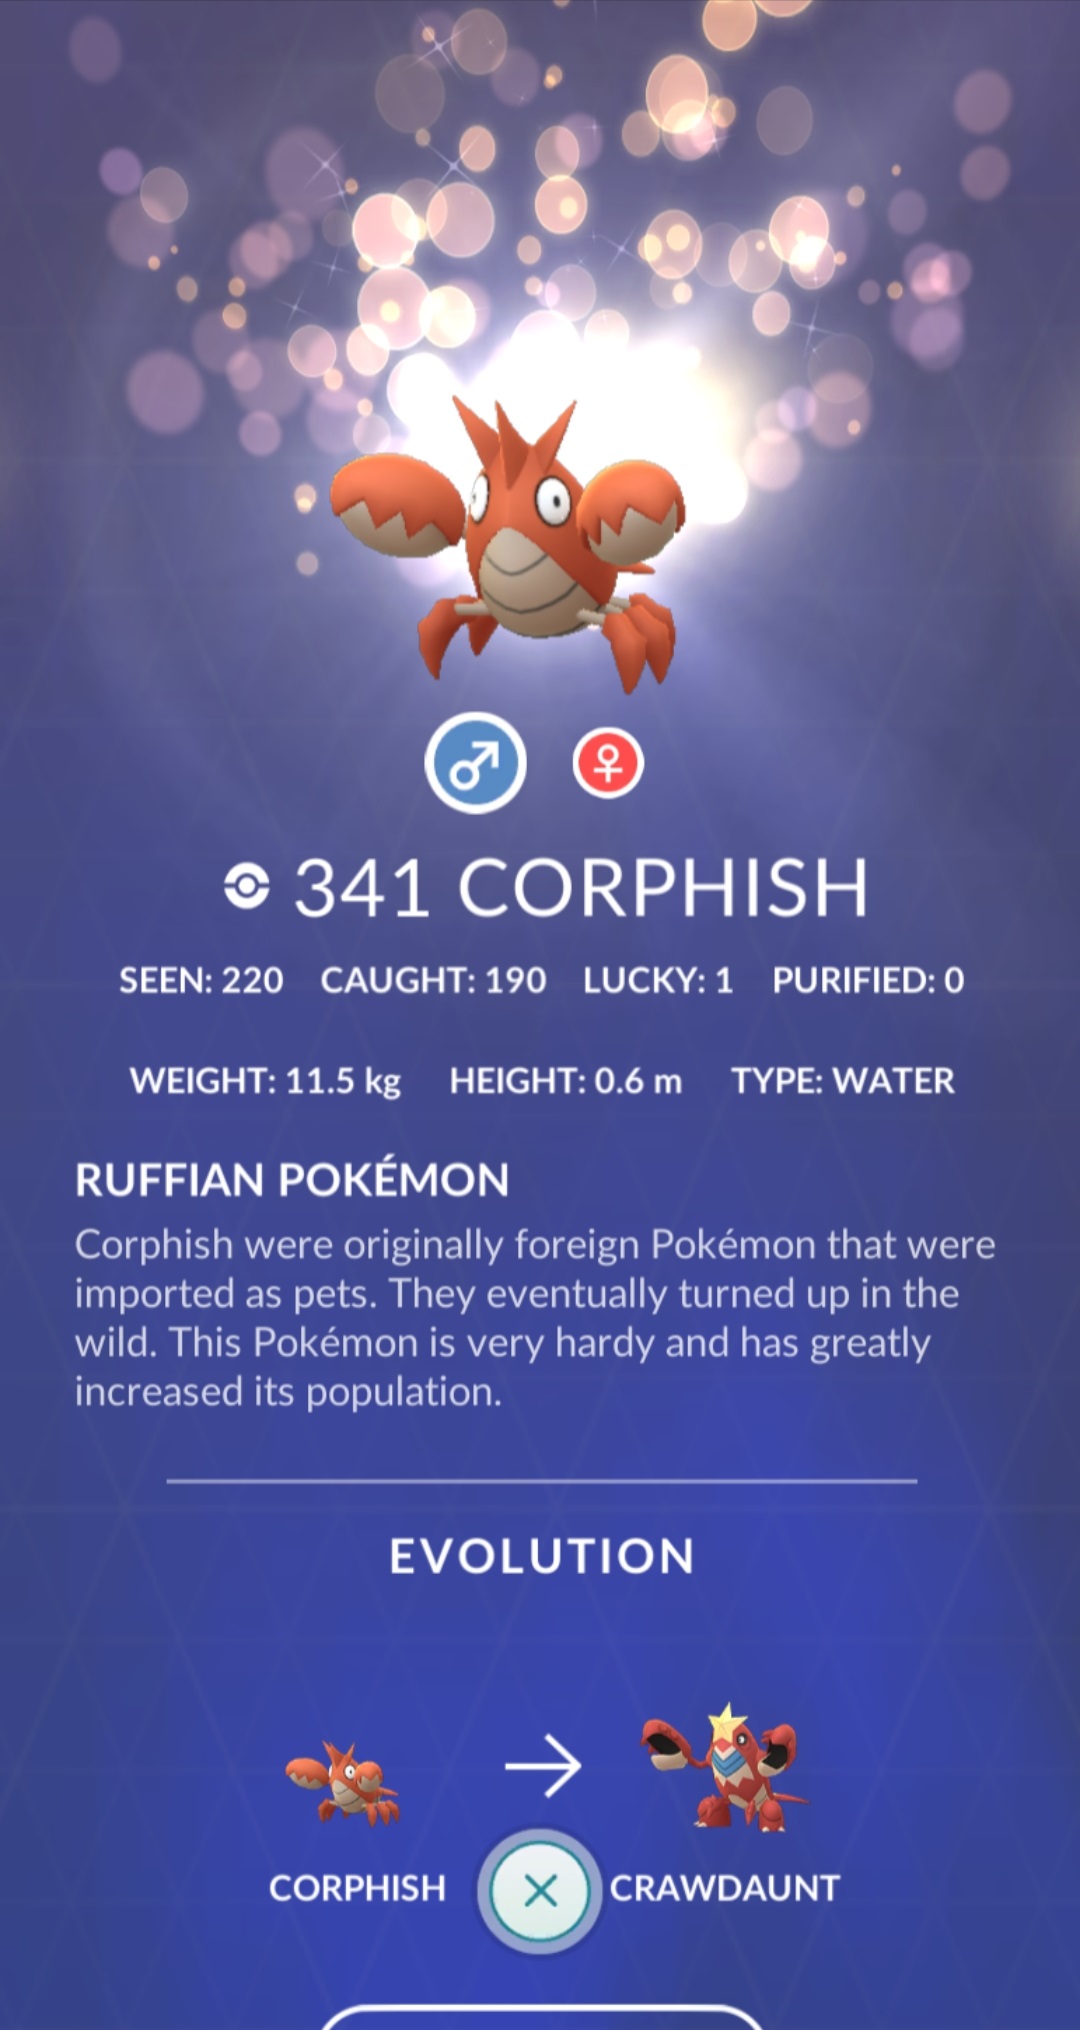 341 CORPHISH
SEEN: 220 CAUGHT: 190 LUCKY: 1 PURIFIED: 0
WEIGHT: 11.5 kg HEIGHT: 0.6 m TYPE: WATER
RUFFIAN POKÉMON
Corphish were originally foreign Pokémon that were
imported as pets. They eventually turned up in the
wild. This Pokémon is very hardy and has greatly
increased its population.
EVOLUTION
CORPHISH CRAWDAUNT